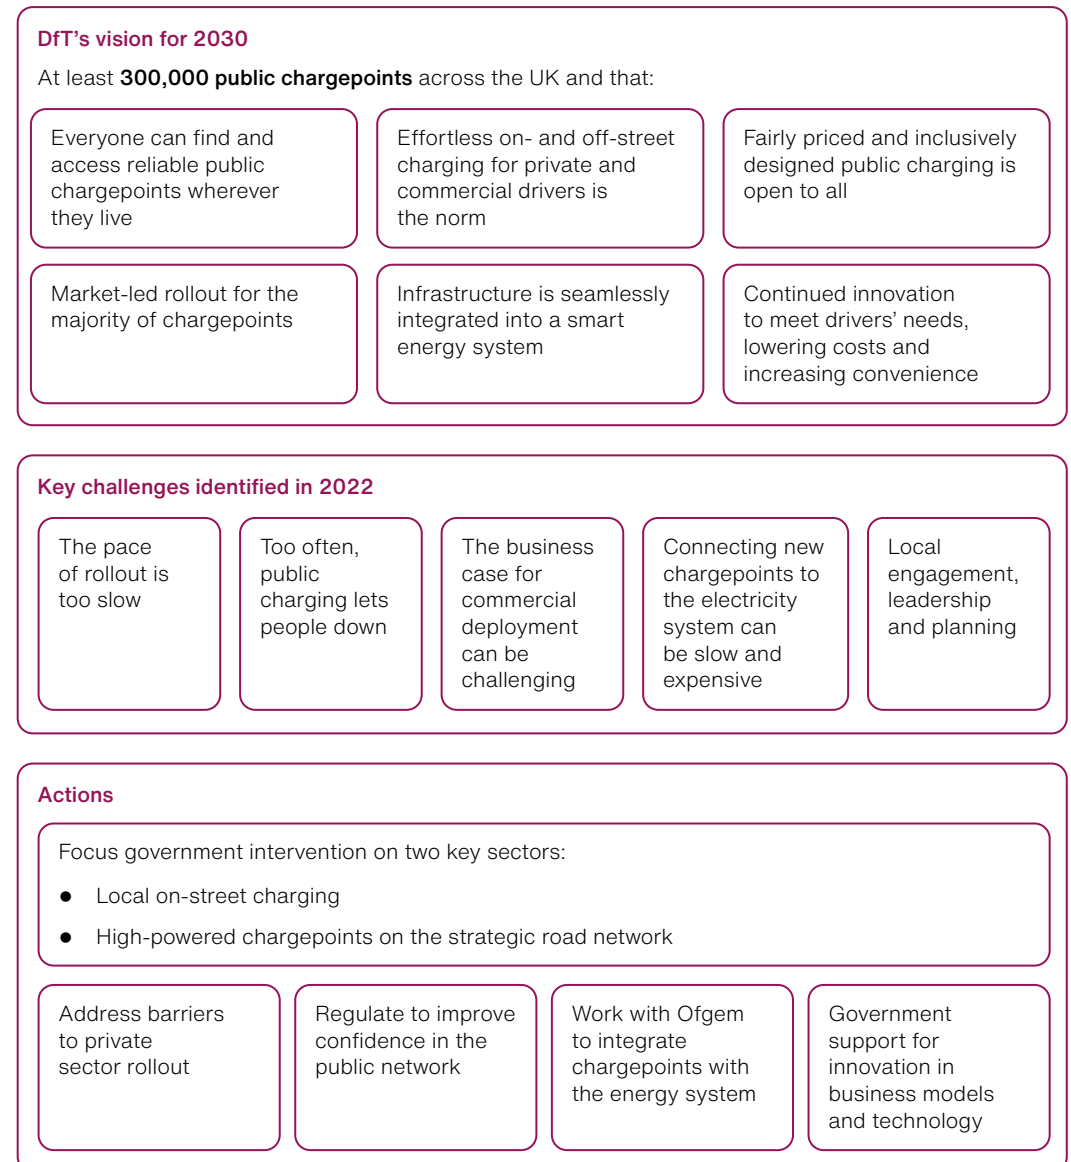 DfT’s vision for 2030
At least 300,000 public chargepoints across the UK and that:
Everyone can find and
access reliable public
chargepoints wherever
they live
Effortless on- and off-street
charging for private and
commercial drivers is
the norm
Fairly priced and inclusively
designed public charging is
open to all
Market-led rollout for the
majority of chargepoints
Infrastructure is seamlessly
integrated into a smart
energy system
Continued innovation
to meet drivers’ needs,
lowering costs and
increasing convenience
Key challenges identified in 2022
The pace
of rollout is
too slow
Too often,
public
charging lets
people down
The business
case for
commercial
deployment
can be
challenging
Connecting new
chargepoints to
the electricity
system can
be slow and
expensive
Local
engagement,
leadership
and planning
Actions
Focus government intervention on two key sectors:
● Local on-street charging
● High-powered chargepoints on the strategic road network
Address barriers
to private
sector rollout
Regulate to improve
confidence in the
public network
Work with Ofgem
to integrate
chargepoints with
the energy system
Government
support for
innovation in
business models
and technology